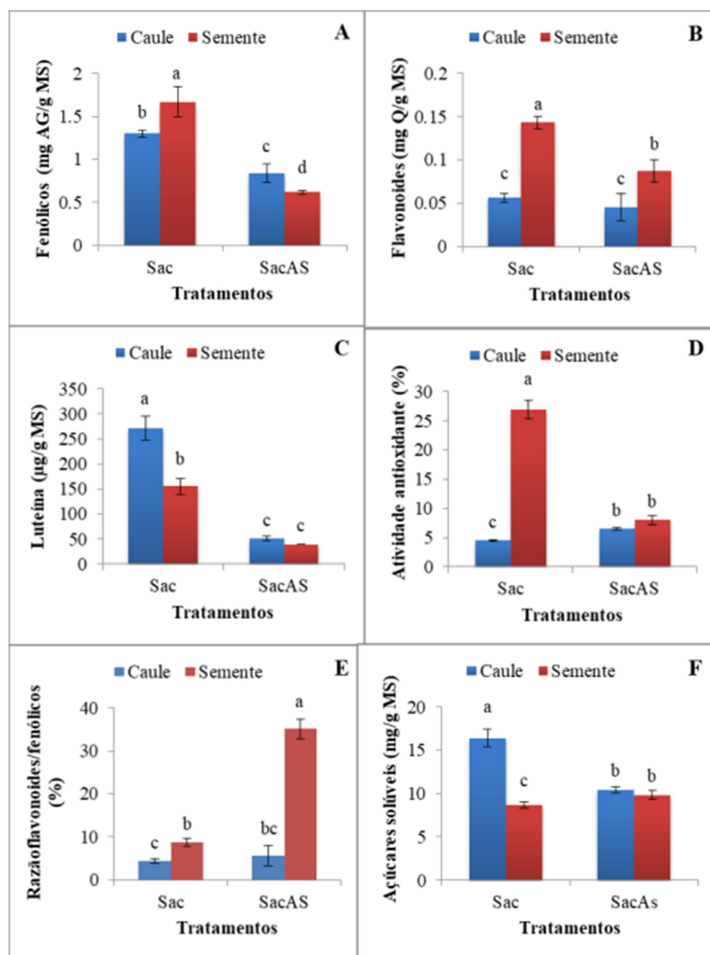 A
Caule Semente
Fenólicos (mg AG/g MS)
2
1.5
1
0.5
0
b
a
c
d
Sac SacAS
Tratamentos
B
Caule Semente
Flavonoides (mg Q/g MS)
0.2
0.15
0.1
0.05
0
c
a
c
b
Sac SacAS
Tratamentos
C
Caule Semente
Luteína (µg/g MS)
350
300
250
200
150
100
50
0
a
b
c
c
Sac SacAS
Tratamentos
D
Caule Semente
Atividade antioxidante (%)
30
25
20
15
10
5
0
c
a
b
b
Sac SacAS
Tratamentos
E
Caule Semente
Razãoflavonoides/fenólicos
(%)
40
30
20
10
0
c
b
bc
a
Sac SacAS
Tratamentos
F
Caule Semente
Açúcares solúveis (mg/g MS)
20
15
10
5
0
a
c
b
b
Sac SacAs
Tratamentos